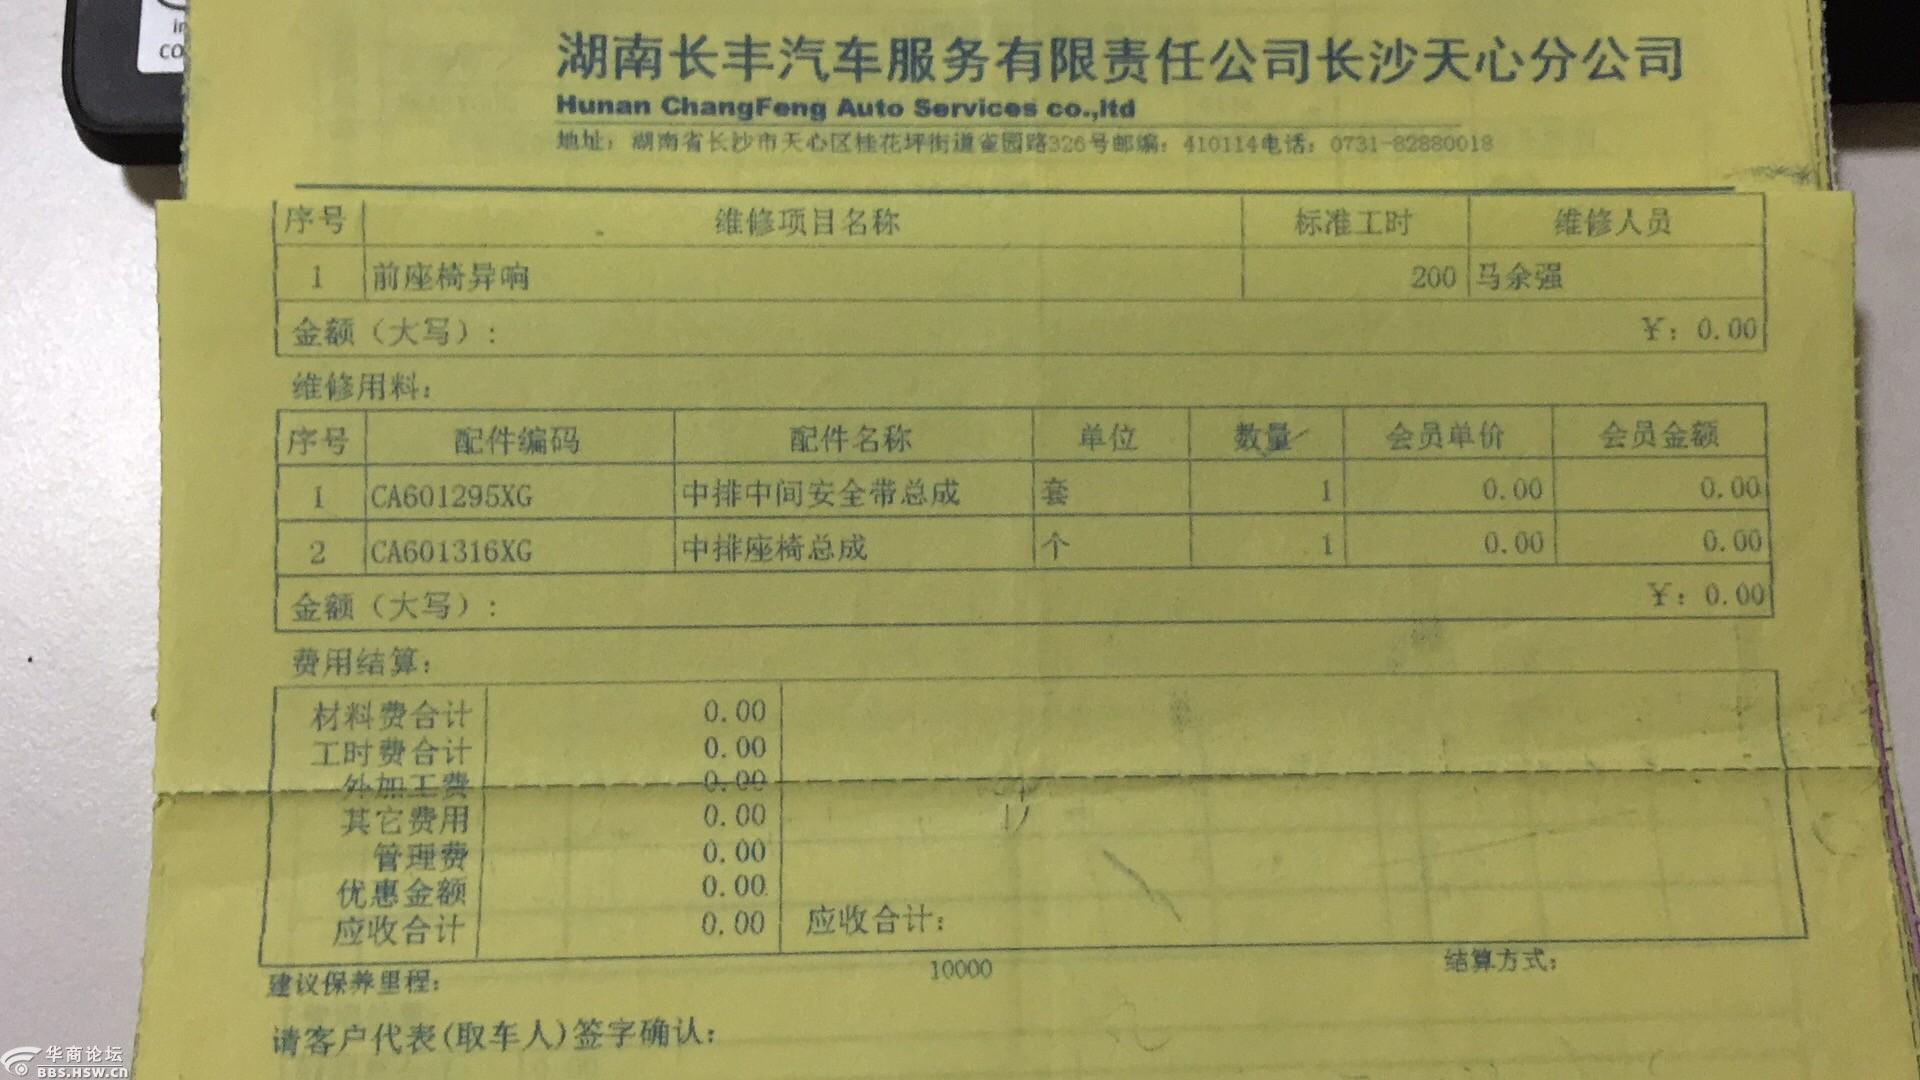 in
CO
湖南长丰汽车服务有限责任公司长沙天心分公司
Hunan ChangFeng Auto Services co.,ltd
地址：湖南省长沙市天心区桂花坪街道雀园路326号邮编：410114电话：0731-82880018
序号 维修项目名称 标准工时 维修人员
1 前座椅异响 200 马余强
金额（大写）： ￥：0.00
维修用料：
序号 配件编码 配件名称 单位 数量 会员单价 会员金额
1 CA601295XG 中排中间安全带总成 套 1 0.00 0.00
2 CA601316XG 中排座椅总成 个 1 0.00 0.00
金额（大写）： ￥：0.00
费用结算：
材料费合计 0.00
工时费合计 0.00
外加工费 0.00
其它费用 0.00
管理费 0.00
优惠金额 0.00
应收合计 0.00 应收合计：
建议保养里程： 10000 结算方式：
请客户代表(取车人)签字确认：
华商论坛
BBS.HSW.CN